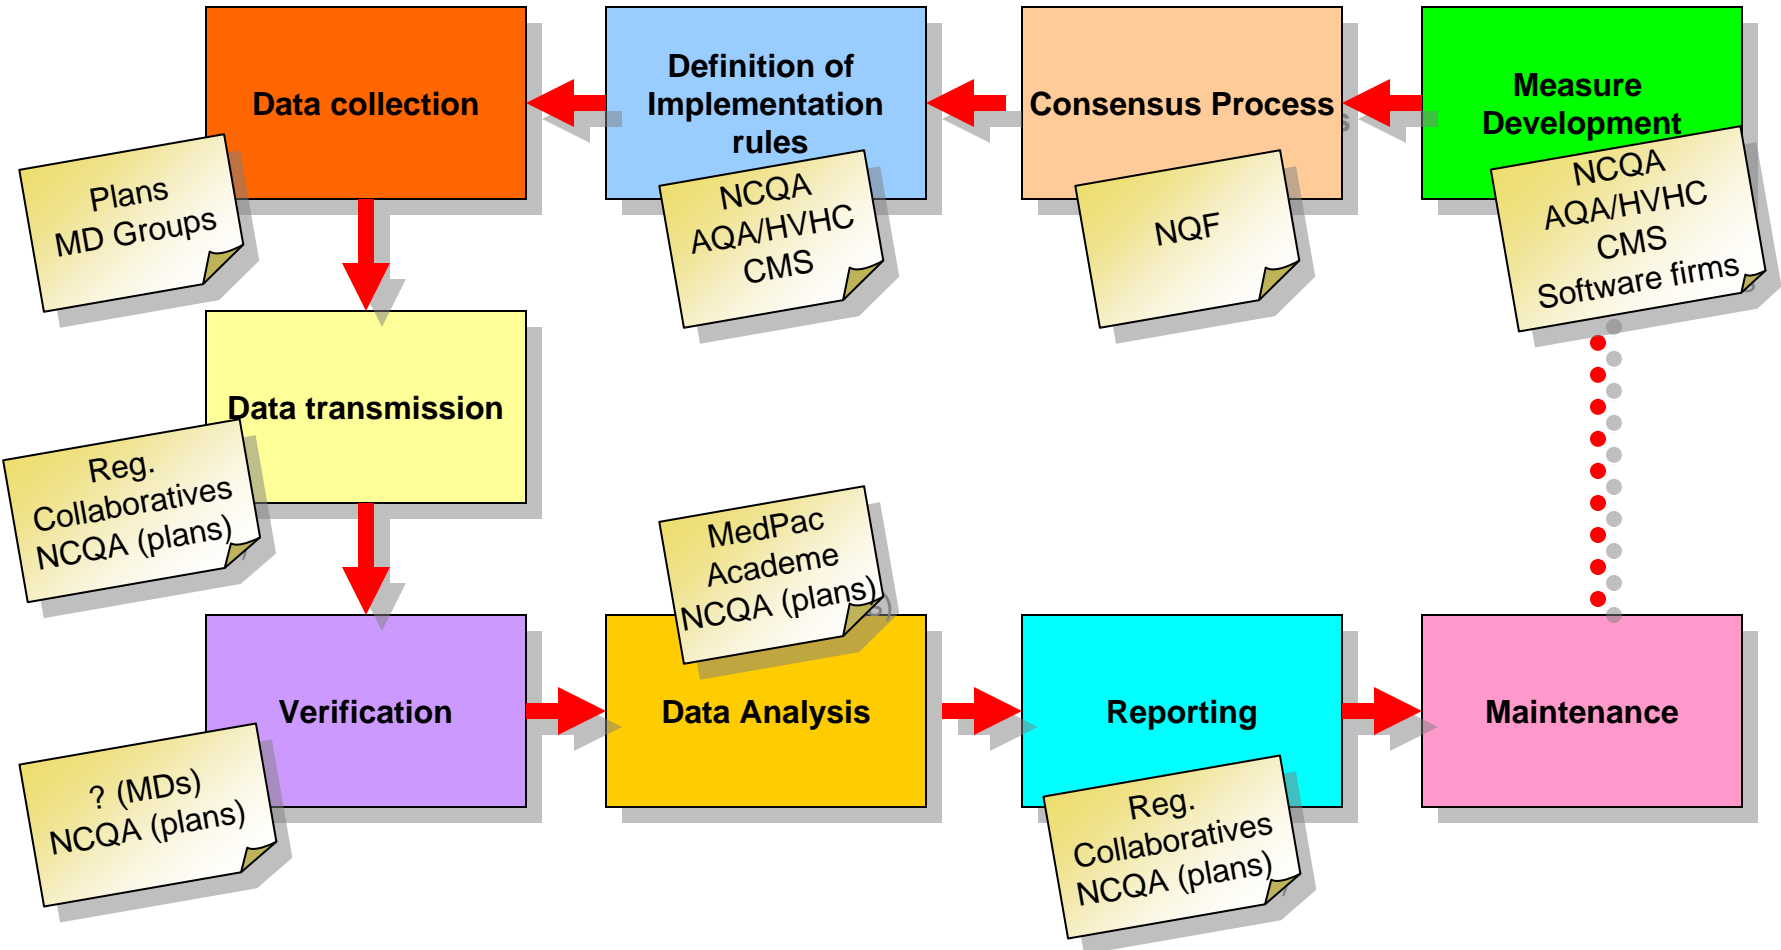 Data collection
Plans
MD Groups
Definition of
Implementation
rules
NCQA
AQA/HVHC
CMS
Consensus Process
NQF
Measure
Development
NCQA
AQA/HVHC
CMS
Software firms
Data transmission
Reg.
Collaboratives
NCQA (plans)
Verification
? (MDs)
NCQA (plans)
MedPac
Academe
NCQA (plans)
Data Analysis
Reporting
Reg.
Collaboratives
NCQA (plans)
Maintenance